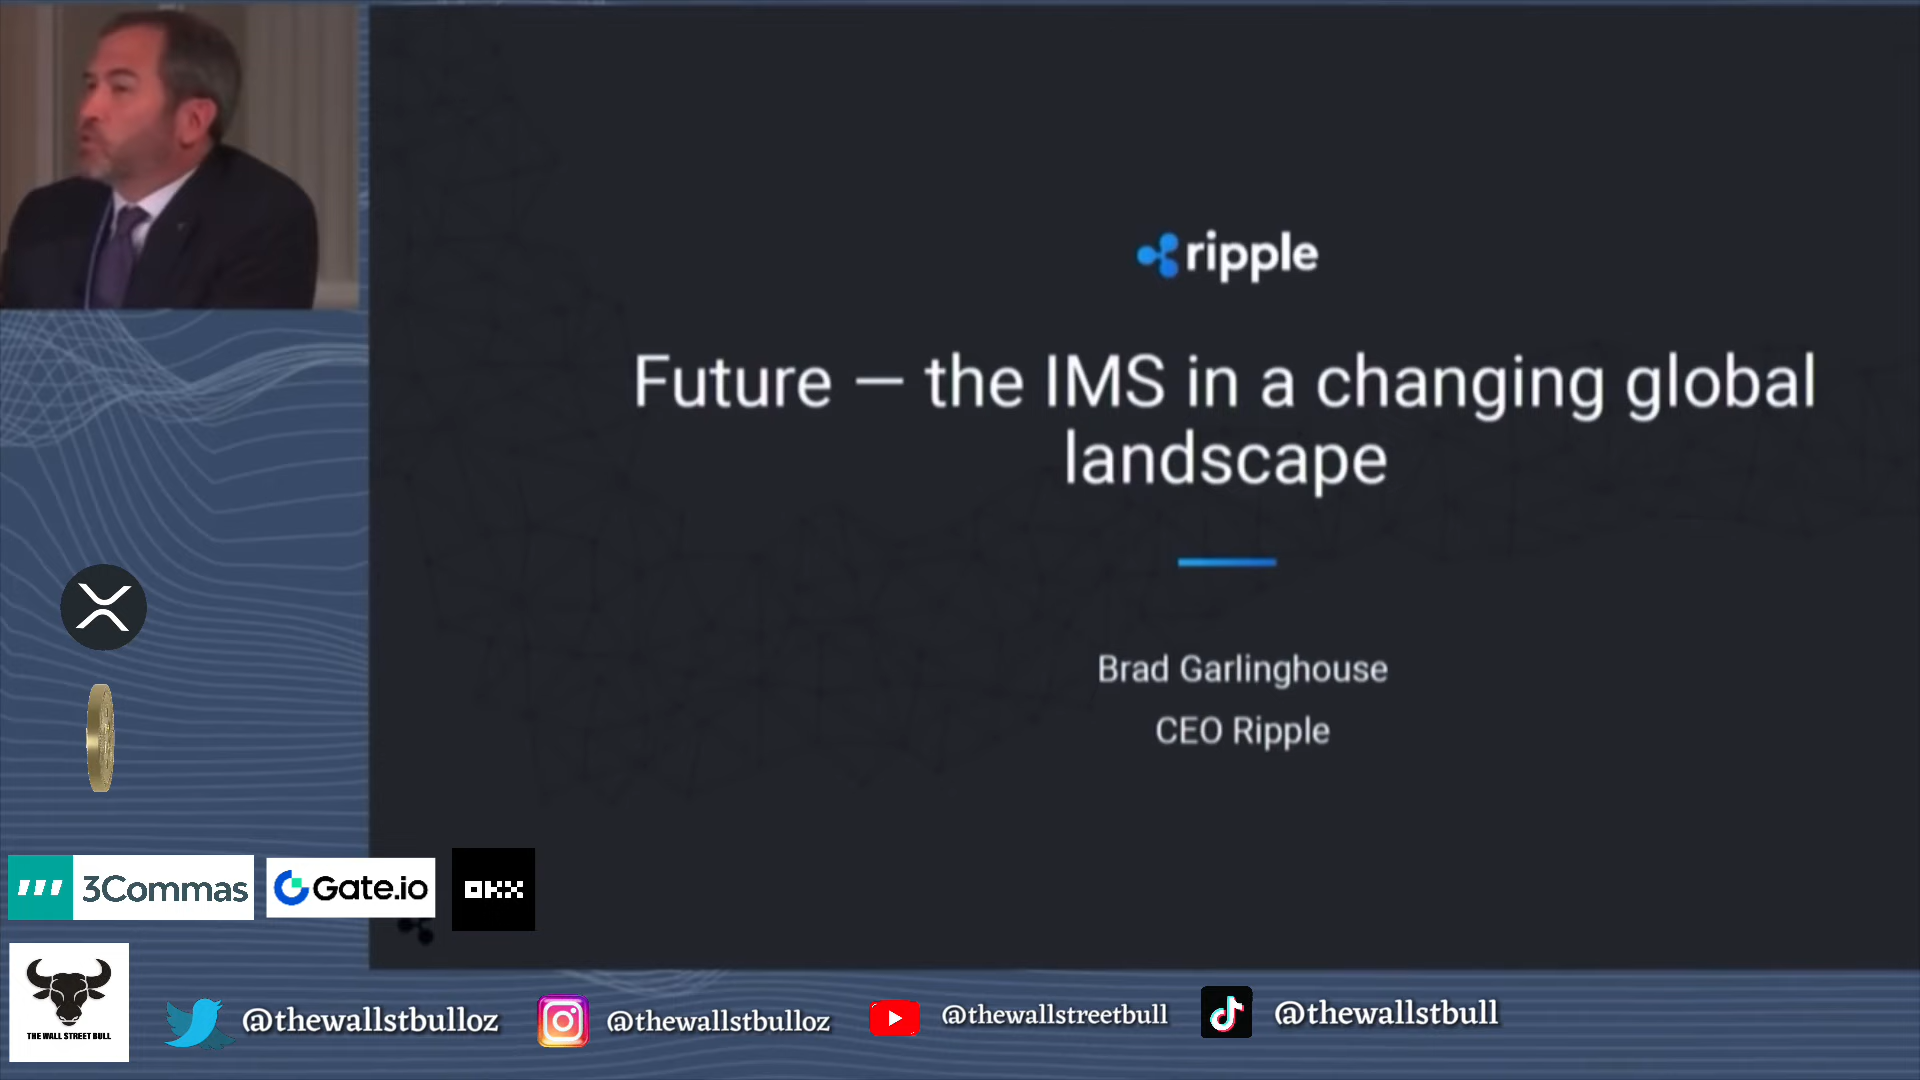 ripple
Future — the IMS in a changing global
landscape
Brad Garlinghouse
CEO Ripple
3Commas
Gate.io
OKX
THE WALL STREET BULL
@thewallstbulloz
@thewallstbulloz
@thewallstreetbull
@thewallstbull